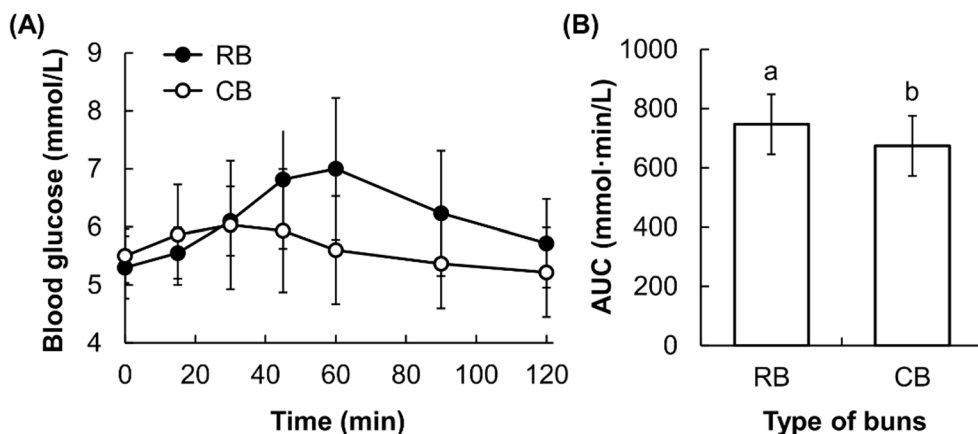 (A)
RB
CB
Blood glucose (mmol/L)
9
8
7
6
5
4
0 20 40 60 80 100 120
Time (min)
(B)
AUC (mmol·min/L)
1000
800
600
400
200
0
a
b
RB CB
Type of buns